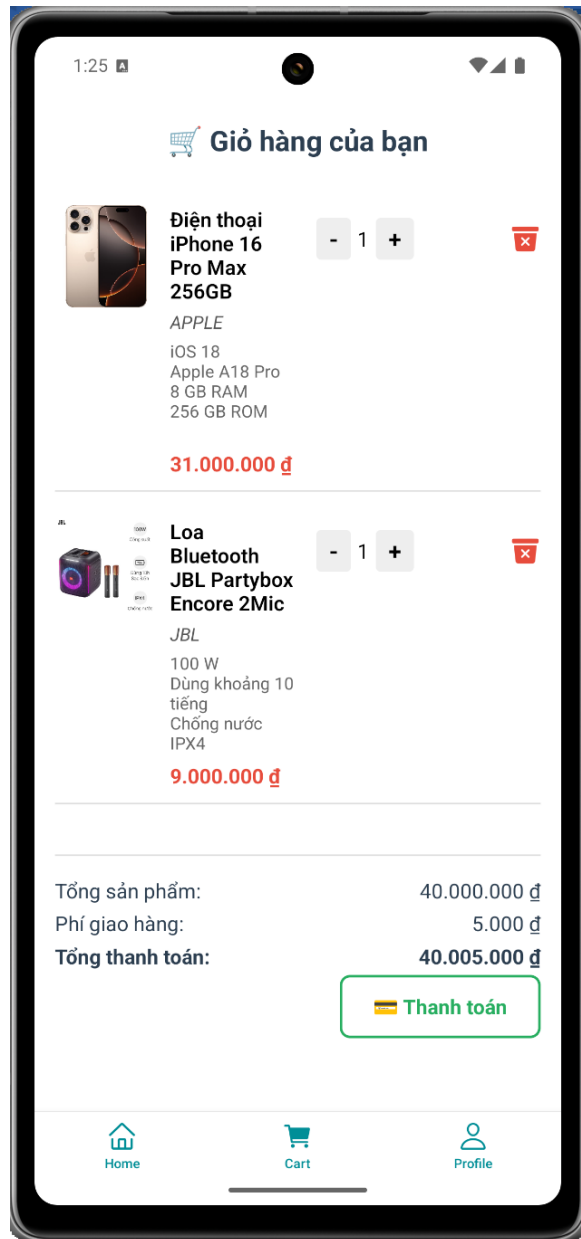 1:25
Giỏ hàng của bạn
Điện thoại
iPhone 16
Pro Max
256GB
- 1 +
APPLE
iOS 18
Apple A18 Pro
8 GB RAM
256 GB ROM
31.000.000 ₫
JBL
100W
Loa
Bluetooth
JBL Partybox
Encore 2Mic
- 1 +
JBL
100 W
Dùng khoảng 10
tiếng
Chống nước
IPX4
9.000.000 ₫
Tổng sản phẩm: 40.000.000 ₫
Phí giao hàng: 5.000 ₫
Tổng thanh toán: 40.005.000 ₫
Thanh toán
Home Cart Profile